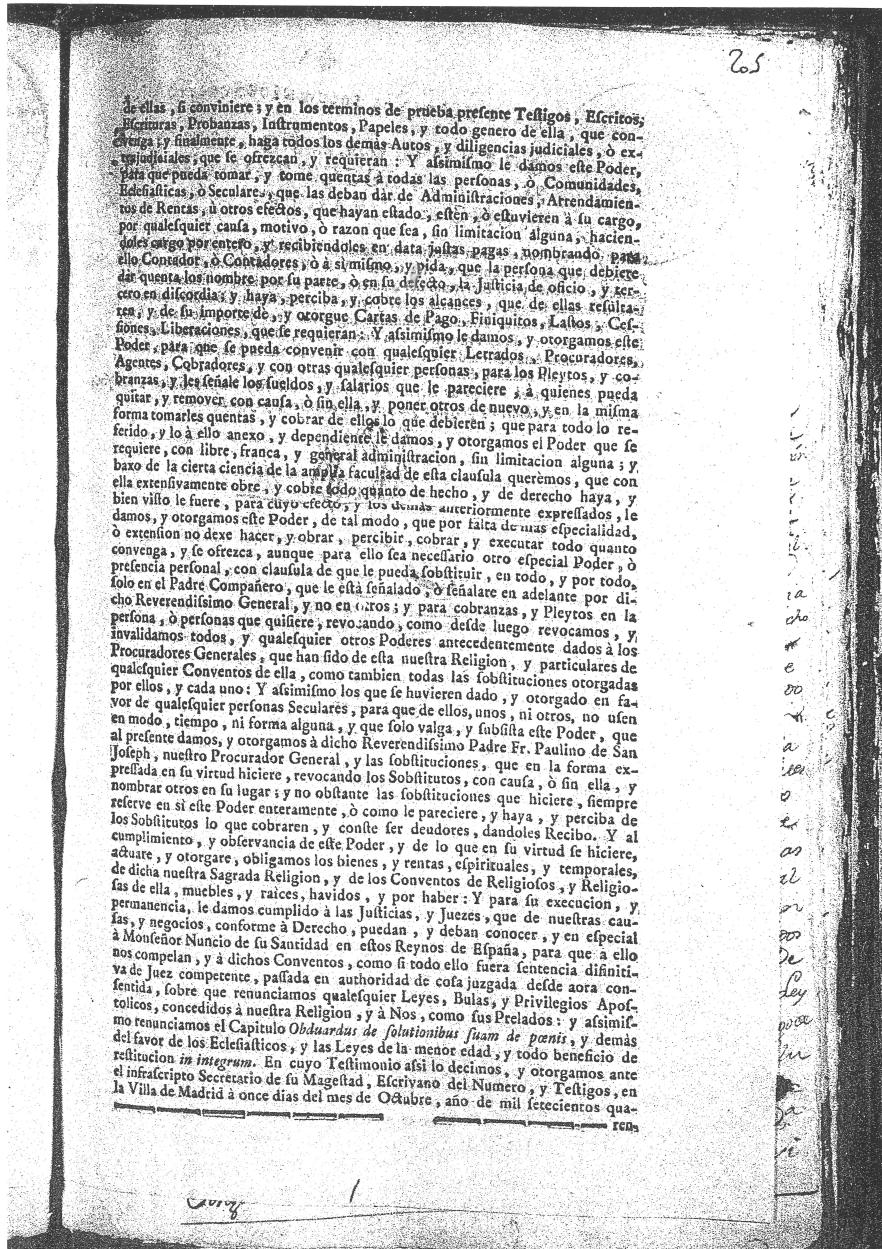 205
de ellas, ſi conviniere; y en los terminos de prueba preſente Teſtigos, Eſcritos,
Eſcrituras, Probanzas, Inſtrumentos, Papeles, y todo genero de ella, que con-
venga; y finalmente, haga todos los demás Autos, y diligencias judiciales, ò ex-
trajudiciales, que ſe ofrezcan, y requieran: Y aſsimiſmo le damos eſte Poder,
para que pueda tomar, y tome quentas à todas las perſonas, ò Comunidades,
Ecleſiaſticas, ò Seculares, que las deban dàr de Adminiſtraciones, Arrendamien-
tos de Rentas, ù otros efectos, que hayan eſtado, estèn, ò eſtuvieren à ſu cargo,
por qualeſquier cauſa, motivo, ò razon que ſea, ſin limitacion alguna, hacien-
doles cargo por entero, y recibiendoles en data juſtas pagas, nombrando para
ello Contador, ò Contadores, ò à sì miſmo, y pida, que la perſona que debiere
dàr quenta los nombre por ſu parte, ò en ſu defecto, la Juſticia de oficio, y ter-
cero en diſcordia; y haya, perciba, y cobre los alcances, que de ellas reſulta-
ren, y de ſu importe dè, y otorgue Cartas de Pago, Finiquitos, Laſtos, Ceſ-
ſiones, Liberaciones, que ſe requieran: Y aſsimiſmo le damos, y otorgamos eſte
Poder, para que ſe pueda convenir con qualeſquier Letrados, Procuradores,
Agentes, Cobradores, y con otras qualeſquier perſonas, para los Pleytos, y co-
branzas, y les ſeñale los ſueldos, y ſalarios que le pareciere, à quienes pueda
quitar, y remover con cauſa, ò ſin ella, y poner otros de nuevo, y en la miſma
forma tomarles quentas, y cobrar de ellos lo que debieren; que para todo lo re-
ferido, y lo à ello anexo, y dependiente le damos, y otorgamos el Poder que ſe
requiere, con libre, franca, y general adminiſtracion, ſin limitacion alguna; y
baxo de la cierta ciencia de la amplia facultad de eſta clauſula querèmos, que con
ella extenſivamente obre, y cobre todo quanto de hecho, y de derecho haya, y
bien viſto le fuere, para cuyo efecto, y los demàs anteriormente expreſſados, le
damos, y otorgamos eſte Poder, de tal modo, que por falta de mas eſpecialidad,
ò extenſion no dexe hacer, y obrar, percibir, cobrar, y executar todo quanto
convenga, y ſe ofrezca, aunque para ello ſea neceſſario otro eſpecial Poder, ò
preſencia perſonal, con clauſula de que le pueda ſobſtituir, en todo, y por todo,
ſolo en el Padre Compañero, que le eſtà ſeñalado, ò ſeñalare en adelante por di-
cho Reverendiſsimo General, y no en otros; y para cobranzas, y Pleytos en la
perſona, ò perſonas que quiſiere, revocando, como deſde luego revocamos, y
invalidamos todos, y qualeſquier otros Poderes antecedentemente dados à los
Procuradores Generales, que han ſido de eſta nueſtra Religion, y particulares de
qualeſquier Conventos de ella, como tambien todas las ſobſtituciones otorgadas
por ellos, y cada uno: Y aſsimiſmo los que ſe huvieren dado, y otorgado en fa-
vor de qualeſquier perſonas Seculares, para que de ellos, unos, ni otros, no uſen
en modo, tiempo, ni forma alguna, y que ſolo valga, y ſubſiſta eſte Poder, que
al preſente damos, y otorgamos à dicho Reverendiſsimo Padre Fr. Paulino de San
Joſeph, nueſtro Procurador General, y las ſobſtituciones, que en la forma ex-
preſſada en ſu virtud hiciere, revocando los Sobſtitutos, con cauſa, ò ſin ella, y
nombrar otros en ſu lugar; y no obſtante las ſobſtituciones que hiciere, ſiempre
reſerve en sì eſte Poder enteramente, ò como le pareciere, y haya, y perciba de
los Sobſtitutos lo que cobraren, y conſte ſer deudores, dandoles Recibo. Y al
cumplimiento, y obſervancia de eſte Poder, y de lo que en ſu virtud ſe hiciere,
actuare, y otorgare, obligamos los bienes, y rentas, eſpirituales, y temporales,
de dicha nueſtra Sagrada Religion, y de los Conventos de Religioſos, y Religio-
ſas de ella, muebles, y raices, havidos, y por haber: Y para ſu execucion, y
permanencia, le damos cumplido à las Juſticias, y Juezes, que de nueſtras cau-
ſas, y negocios, conforme à Derecho, puedan, y deban conocer, y en eſpecial
à Monſeñor Nuncio de ſu Santidad en eſtos Reynos de Eſpaña, para que à ello
nos compelan, y à dichos Conventos, como ſi todo ello fuera ſentencia difiniti-
va de Juez competente, paſſada en authoridad de coſa juzgada deſde aora con-
ſentida, ſobre que renunciamos qualeſquier Leyes, Bulas, y Privilegios Apoſ-
tolicos, concedidos à nueſtra Religion, y à Nos, como ſus Prelados: y aſsimiſ-
mo renunciamos el Capitulo Obduardus de ſolutionibus ſuam de pœnis, y demàs
del favor de los Ecleſiaſticos, y las Leyes de la menor edad, y todo beneficio de
reſtitucion in integrum. En cuyo Teſtimonio aſsi lo decimos, y otorgamos ante
el infraſcripto Secretario de ſu Mageſtad, Eſcrivano del Numero, y Teſtigos, en
la Villa de Madrid à once dias del mes de Octubre, año de mil ſetecientos qua-
ren-